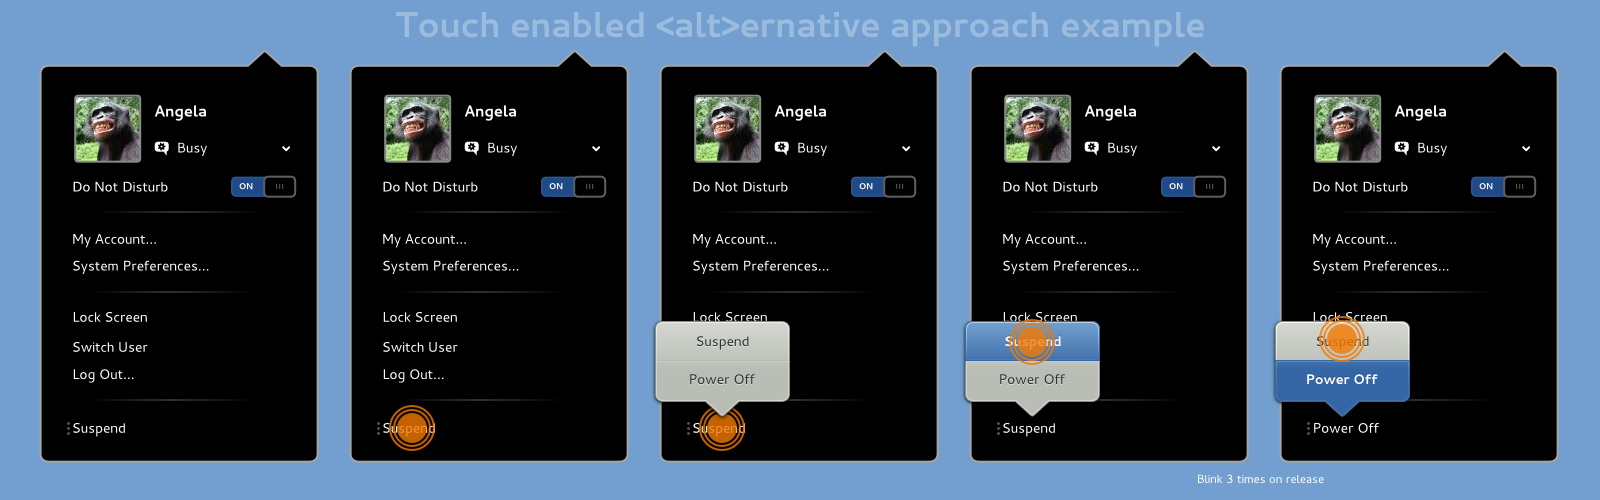 Touch enabled <alt>ernative approach example
Angela
Busy
Do Not Disturb ON
My Account...
System Preferences...
Lock Screen
Switch User
Log Out...
Suspend
Angela
Busy
Do Not Disturb ON
My Account...
System Preferences...
Lock Screen
Switch User
Log Out...
Suspend
Angela
Busy
Do Not Disturb ON
My Account...
System Preferences...
Lock Screen
Suspend
Power Off
Suspend
Angela
Busy
Do Not Disturb ON
My Account...
System Preferences...
Lock Screen
Suspend
Power Off
Suspend
Angela
Busy
Do Not Disturb ON
My Account...
System Preferences...
Lock Screen
Suspend
Power Off
Power Off
Blink 3 times on release